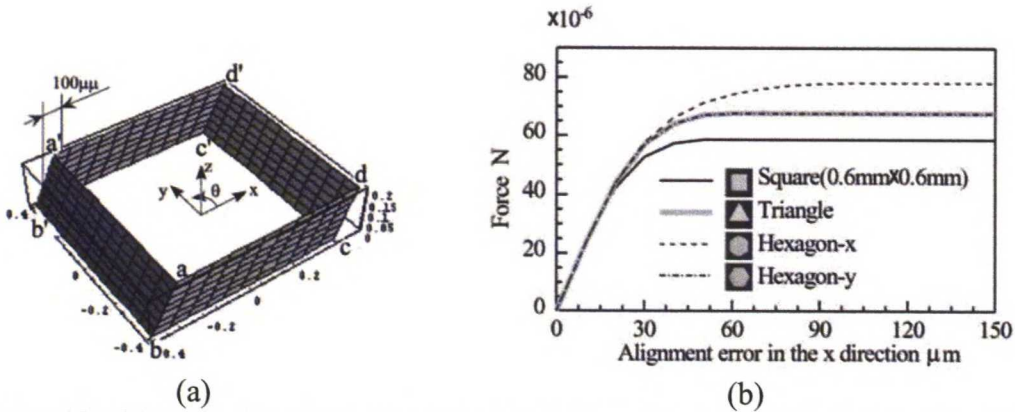 100μμ
d'
a'
c'
z
d
y
θ
x
0.2
0.15
0.1
0.05
0
0.4
b'
a
c
0
0.2
-0.2
0
-0.2
-0.4
b
0.4
(a)
×10⁻⁶
80
60
40
20
0
Force N
Square(0.6mm×0.6mm)
Triangle
Hexagon-x
Hexagon-y
0 30 60 90 120 150
Alignment error in the x direction μm
(b)